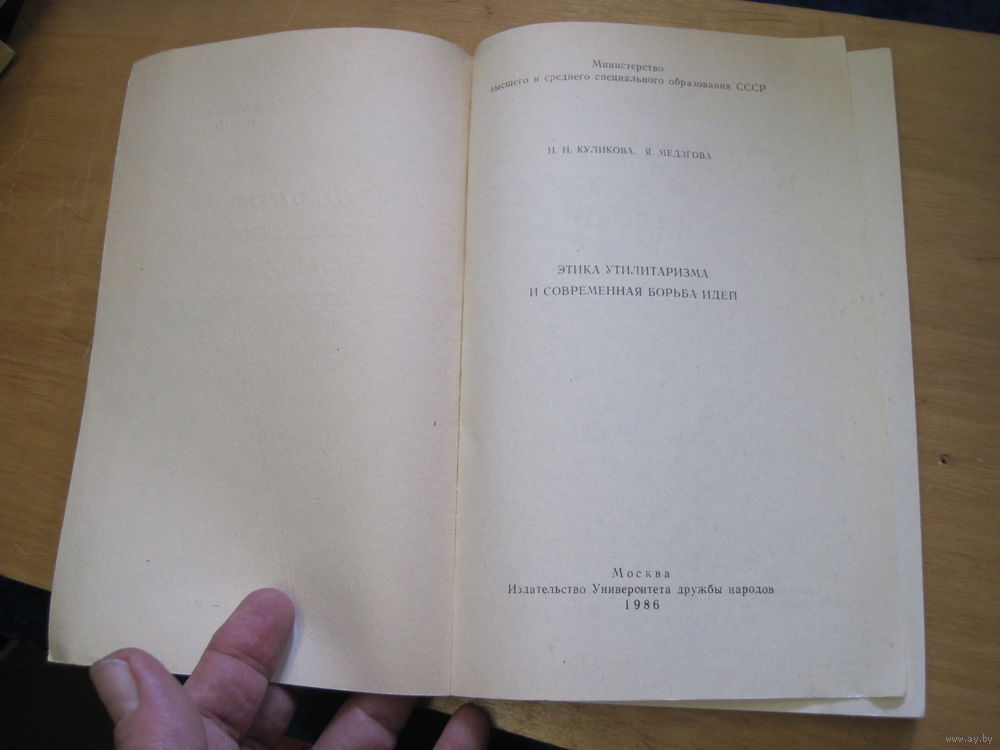 Министерство
высшего и среднего специального образования СССР
Н. Н. КУЛИКОВА, Я. МЕДЗГОВА
ЭТИКА УТИЛИТАРИЗМА
И СОВРЕМЕННАЯ БОРЬБА ИДЕЙ
Москва
Издательство Университета дружбы народов
1986
www.ay.by